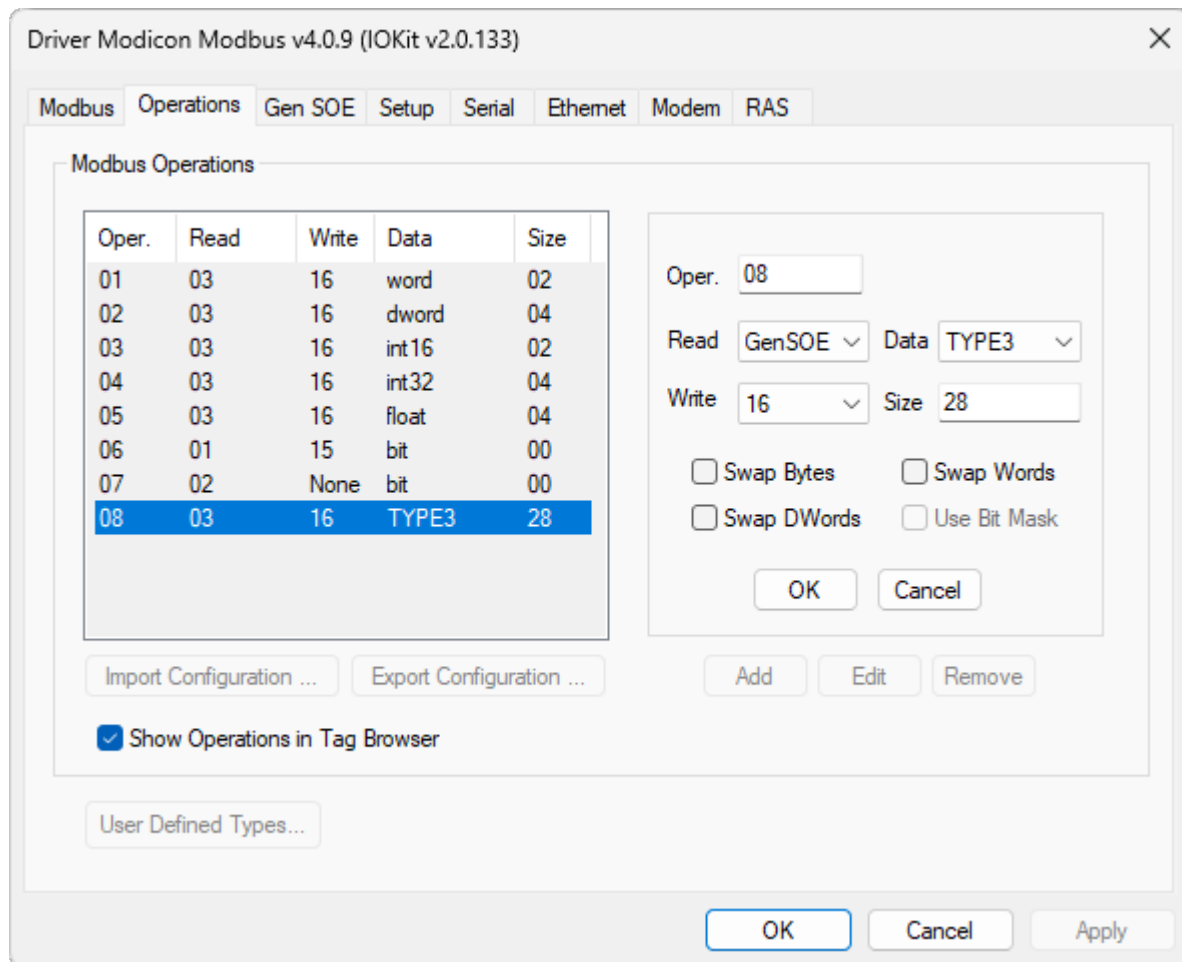 Driver Modicon Modbus v4.0.9 (IOKit v2.0.133)
Modbus Operations Gen SOE Setup Serial Ethernet Modem RAS
Modbus Operations
Oper. Read Write Data Size
01 03 16 word 02
02 03 16 dword 04
03 03 16 int16 02
04 03 16 int32 04
05 03 16 float 04
06 01 15 bit 00
07 02 None bit 00
08 03 16 TYPE3 28
Oper. 08
Read GenSOE Data TYPE3
Write 16 Size 28
Swap Bytes Swap Words
Swap DWords Use Bit Mask
OK Cancel
Import Configuration ... Export Configuration ... Add Edit Remove
Show Operations in Tag Browser
User Defined Types...
OK Cancel Apply